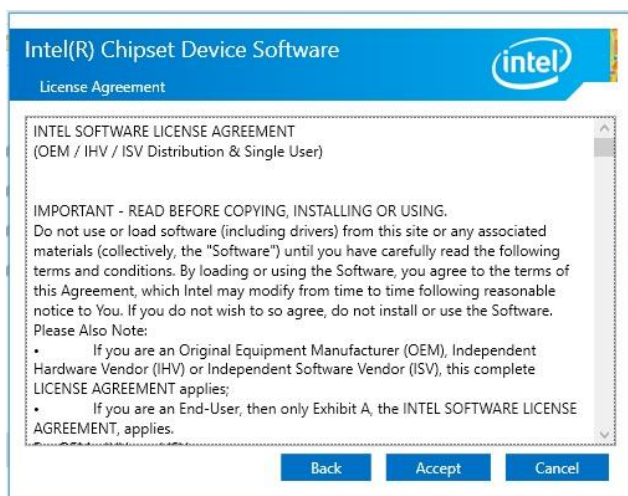 Intel(R) Chipset Device Software
intel
License Agreement
INTEL SOFTWARE LICENSE AGREEMENT
(OEM / IHV / ISV Distribution & Single User)
IMPORTANT - READ BEFORE COPYING, INSTALLING OR USING.
Do not use or load software (including drivers) from this site or any associated
materials (collectively, the "Software") until you have carefully read the following
terms and conditions. By loading or using the Software, you agree to the terms of
this Agreement, which Intel may modify from time to time following reasonable
notice to You. If you do not wish to so agree, do not install or use the Software.
Please Also Note:
• If you are an Original Equipment Manufacturer (OEM), Independent
Hardware Vendor (IHV) or Independent Software Vendor (ISV), this complete
LICENSE AGREEMENT applies;
• If you are an End-User, then only Exhibit A, the INTEL SOFTWARE LICENSE
AGREEMENT, applies.
Back Accept Cancel